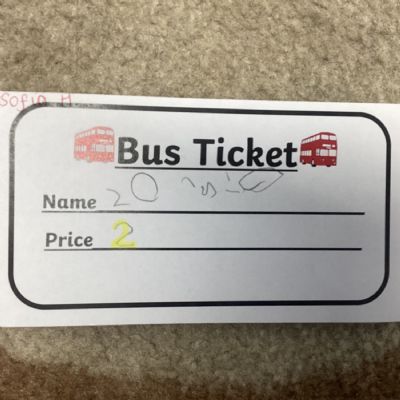 Sofia H
Bus Ticket
Name
Price 2